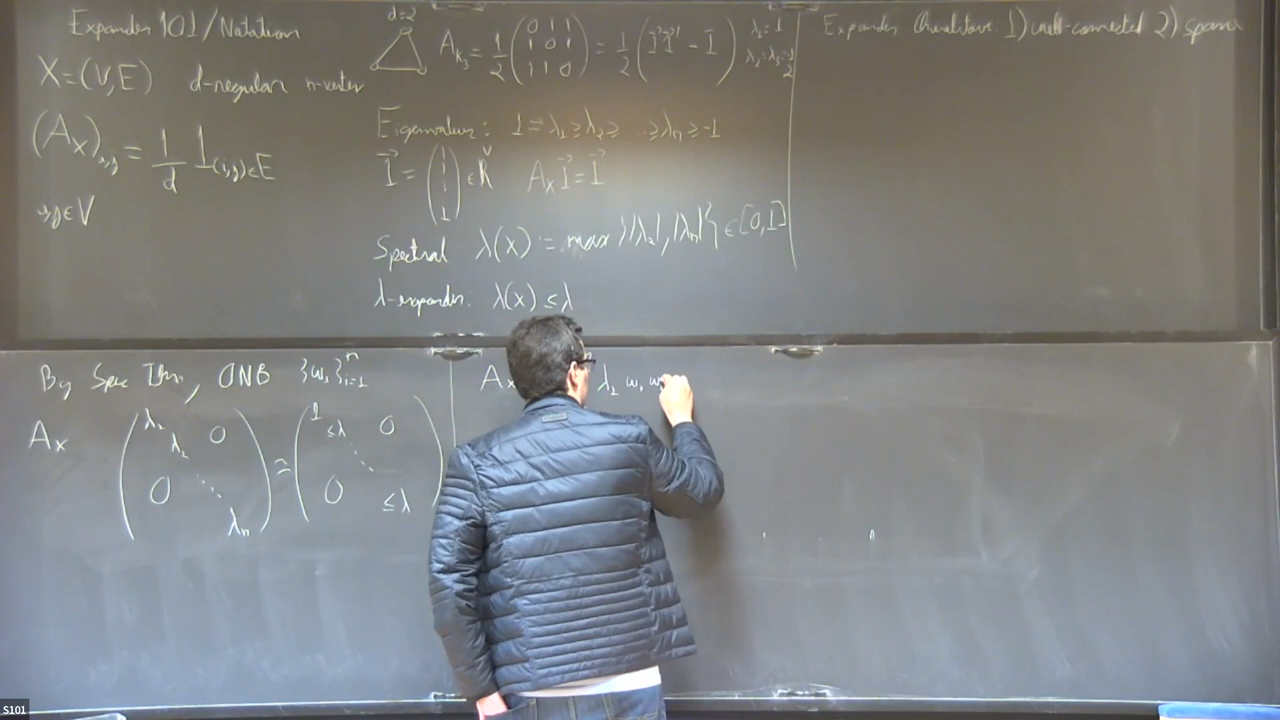 Expander 101 / Notation
X = (V, E) d-regular n-vertex
(A_X)_{x,y} = 1/d 1_{(x,y)∈E}
x,y ∈ V
d=2
A_{K_3} = 1/2 (0 1 1; 1 0 1; 1 1 0) = 1/2 (1⃗ 1⃗ᵗ - I) λ_1 = 1
λ_2 = λ_3 = -1/2
Eigenvalues: 1 = λ_1 ≥ λ_2 ≥ ≥ λ_n ≥ -1
1⃗ = (1 1 1) ∈ R^V A_X 1⃗ = 1⃗
Spectral λ(X) = max {|λ_2|, |λ_n|} ∈ [0,1]
λ-expander: λ(X) ≤ λ
Expander 1) well-connected 2) sparse
By Spec Thm, ONB {w_i}_{i=1}^n
A_X (λ_1 λ_2 0 0 ⋱ λ_n) ≅ (1 ≤λ 0 0 ⋱ ≤λ)
A_X λ_1 w_1 w
S101